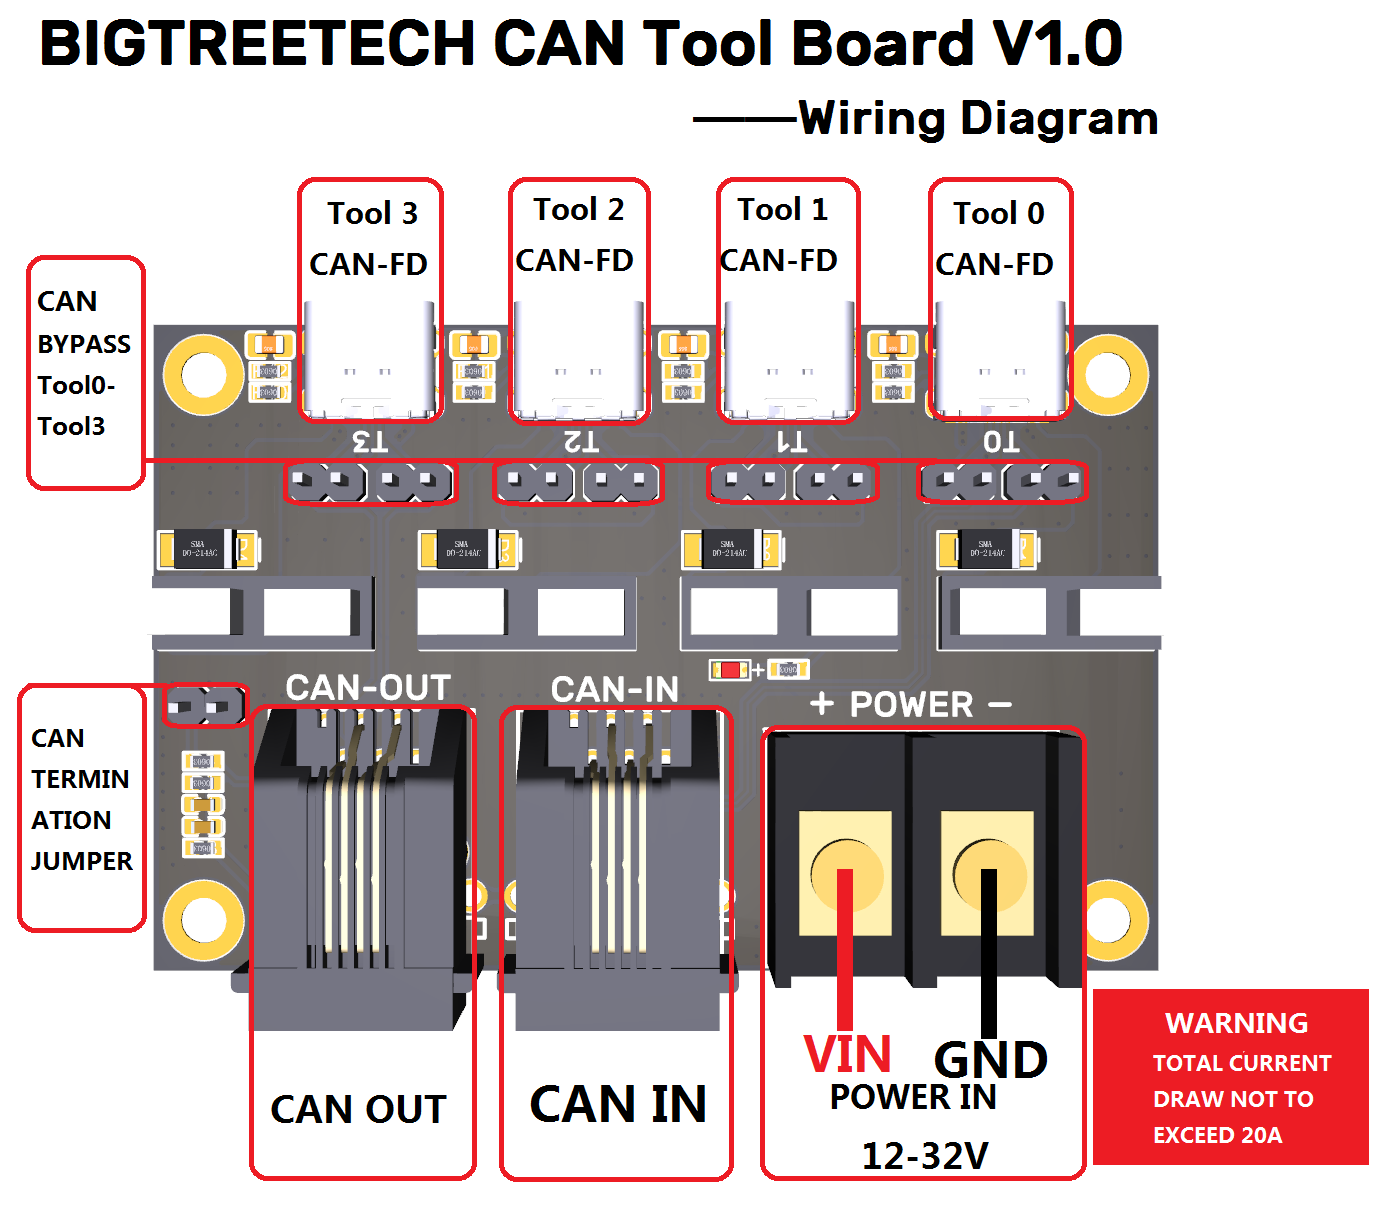 BIGTREETECH CAN Tool Board V1.0
——Wiring Diagram
Tool 3
CAN-FD
Tool 2
CAN-FD
Tool 1
CAN-FD
Tool 0
CAN-FD
CAN
BYPASS
Tool0-
Tool3
T3
T2
T1
T0
SMA
DO-214AC
SMA
DO-214AC
SMA
DO-214AC
SMA
DO-214AC
+
CAN-OUT
CAN-IN
+ POWER −
CAN
TERMIN
ATION
JUMPER
VIN
GND
POWER IN
12-32V
CAN OUT
CAN IN
WARNING
TOTAL CURRENT
DRAW NOT TO
EXCEED 20A